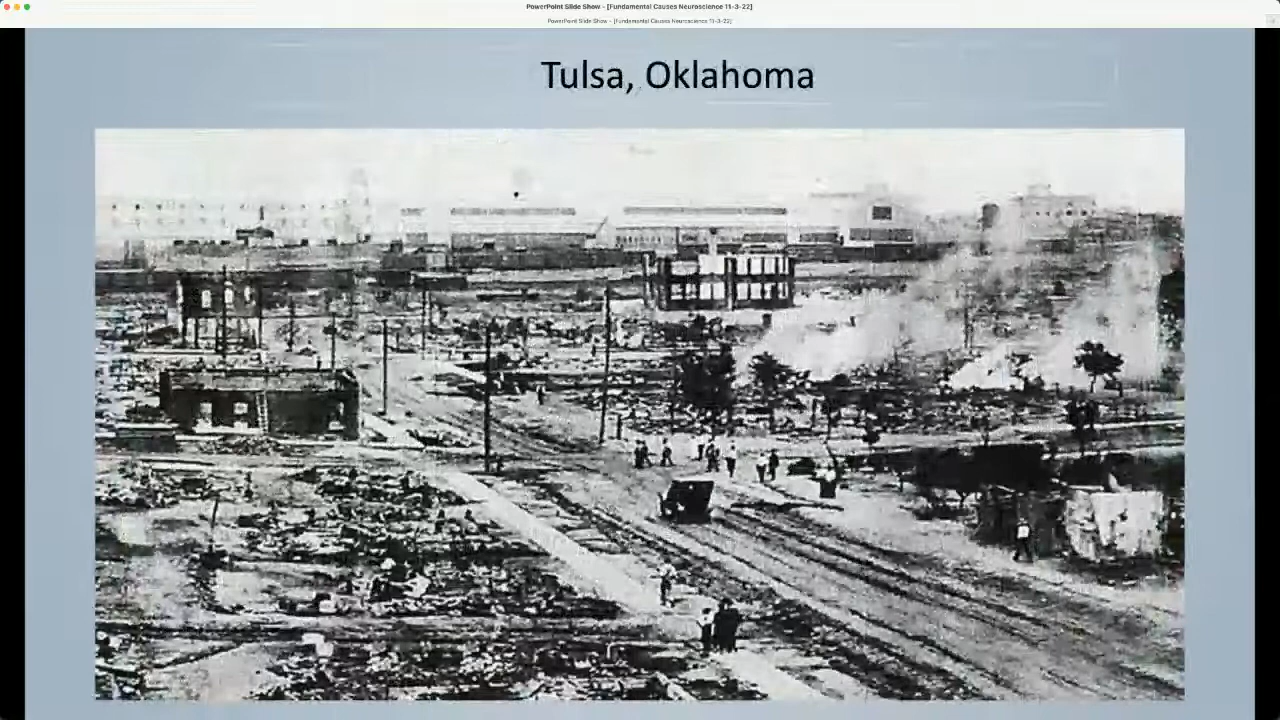 PowerPoint Slide Show - [Fundamental Causes Neuroscience 11-3-22]
PowerPoint Slide Show - [Fundamental Causes Neuroscience 11-3-22]
Tulsa, Oklahoma